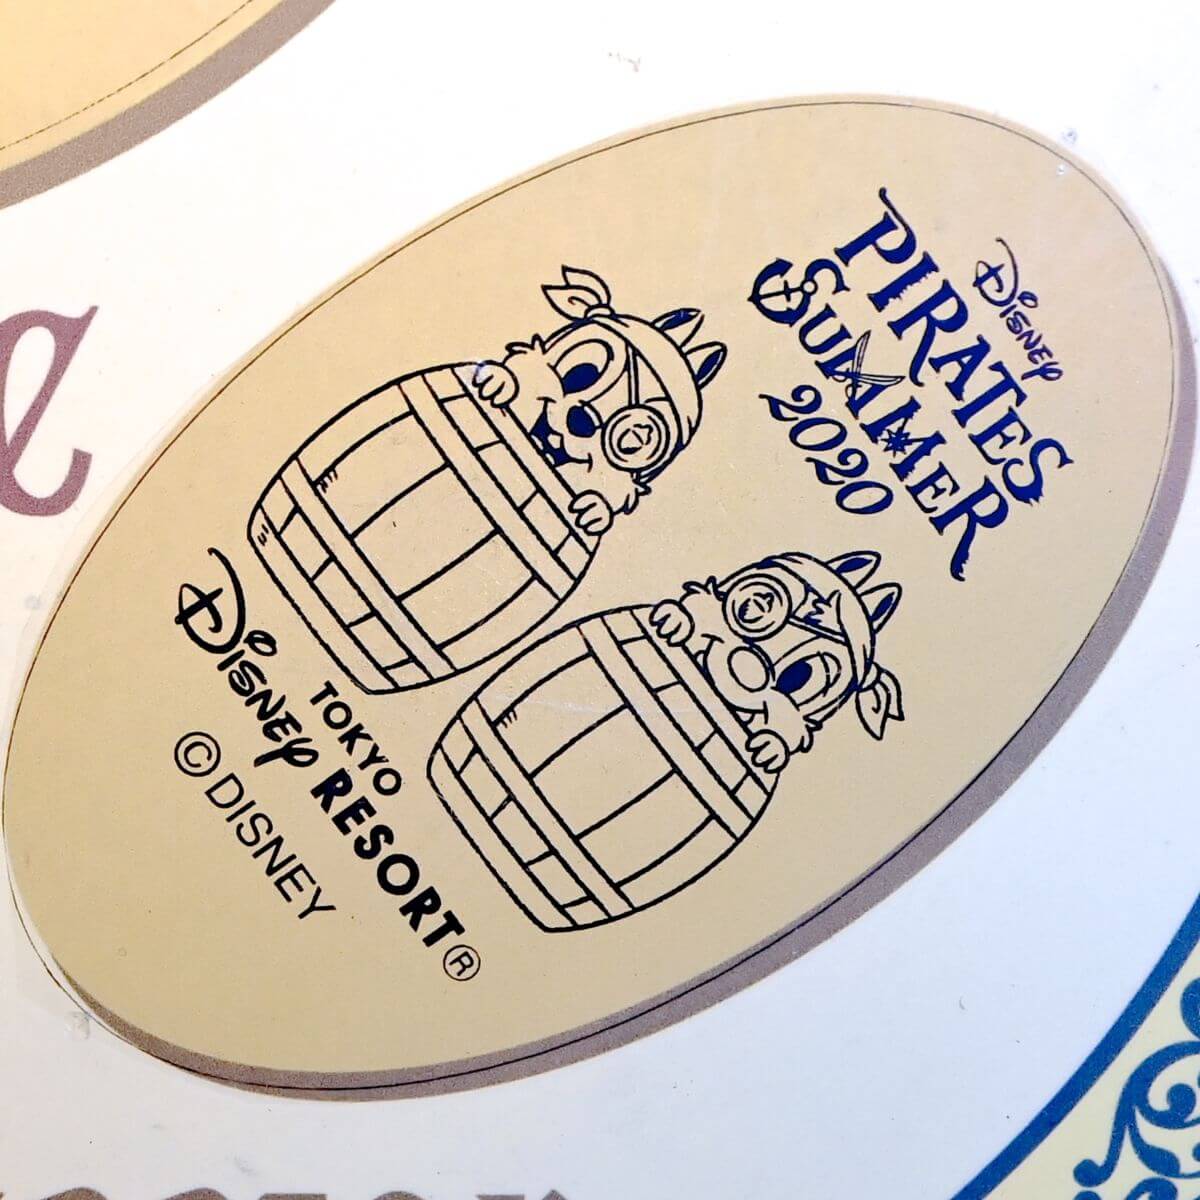 Disney
PIRATES
SUMMER
2020
TOKYO
Disney RESORT®
©DISNEY